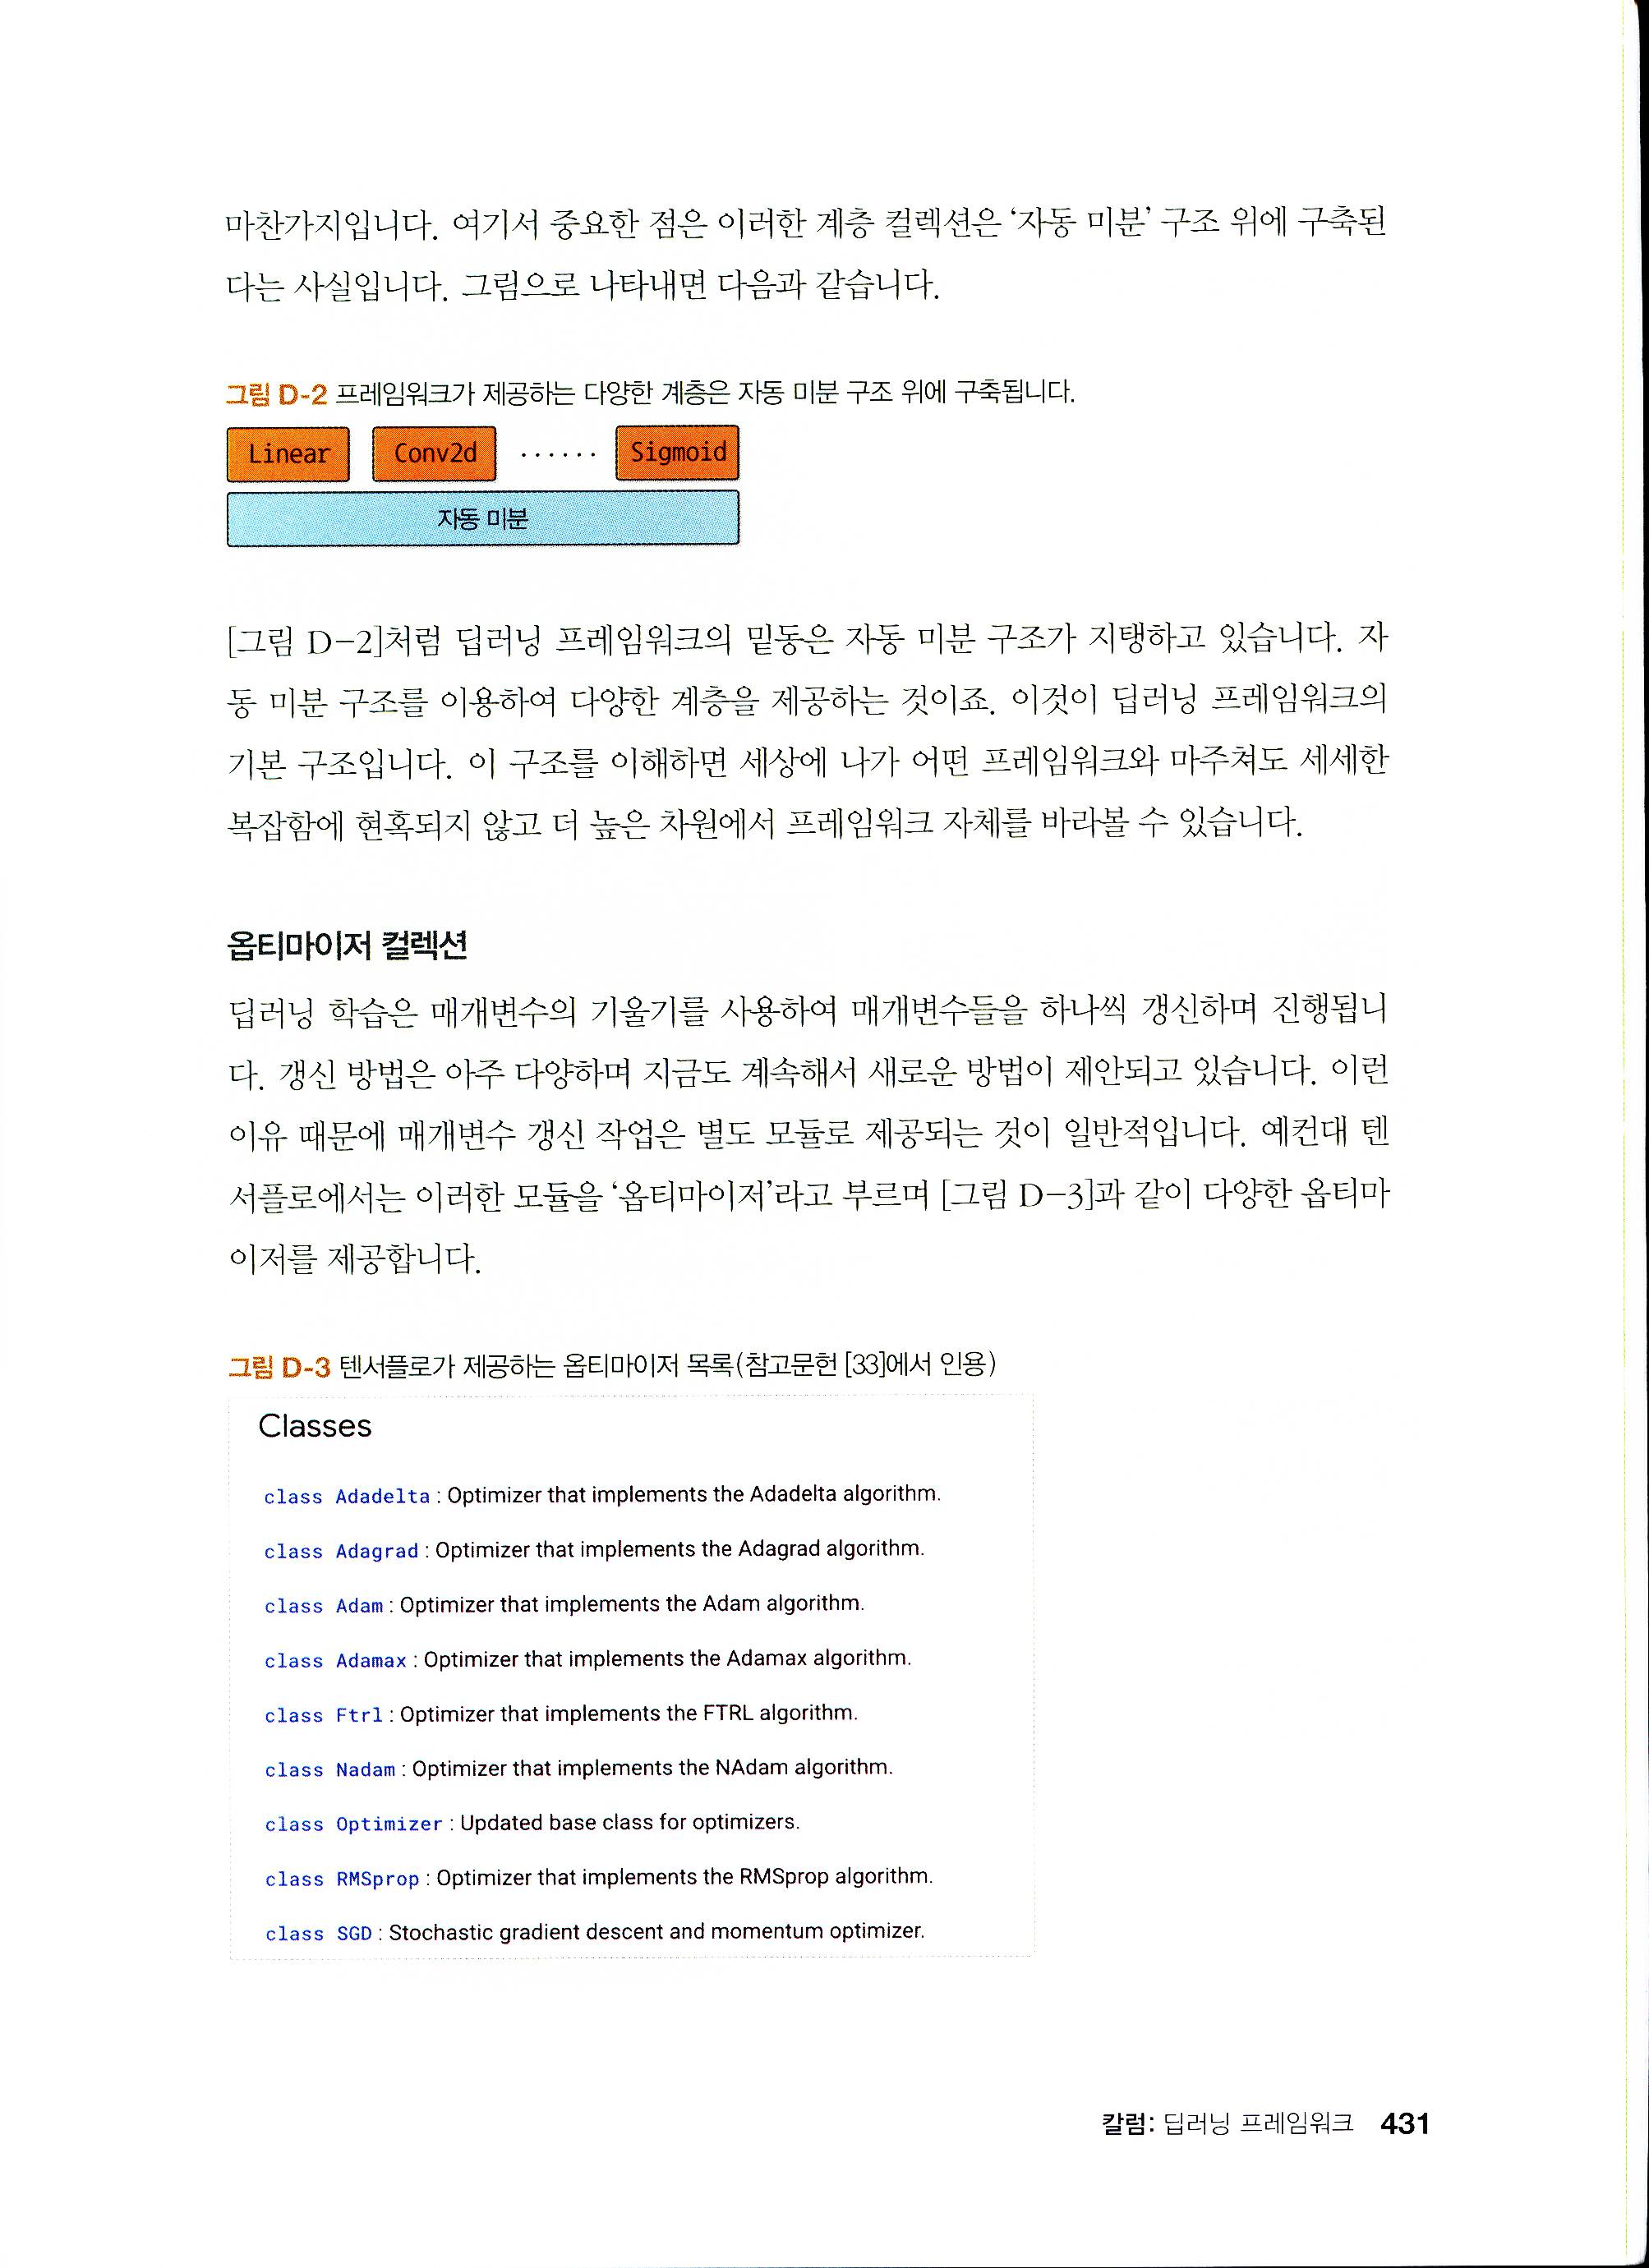 마찬가지입니다. 여기서 중요한 점은 이러한 계층 컬렉션은 ‘자동 미분’ 구조 위에 구축된
다는 사실입니다. 그림으로 나타내면 다음과 같습니다.
그림 D-2 프레임워크가 제공하는 다양한 계층은 자동 미분 구조 위에 구축됩니다.
Linear Conv2d ······ Sigmoid
자동 미분
[그림 D-2]처럼 딥러닝 프레임워크의 밑동은 자동 미분 구조가 지탱하고 있습니다. 자
동 미분 구조를 이용하여 다양한 계층을 제공하는 것이죠. 이것이 딥러닝 프레임워크의
기본 구조입니다. 이 구조를 이해하면 세상에 나가 어떤 프레임워크와 마주쳐도 세세한
복잡함에 현혹되지 않고 더 높은 차원에서 프레임워크 자체를 바라볼 수 있습니다.
옵티마이저 컬렉션
딥러닝 학습은 매개변수의 기울기를 사용하여 매개변수들을 하나씩 갱신하며 진행됩니
다. 갱신 방법은 아주 다양하며 지금도 계속해서 새로운 방법이 제안되고 있습니다. 이런
이유 때문에 매개변수 갱신 작업은 별도 모듈로 제공되는 것이 일반적입니다. 예컨대 텐
서플로에서는 이러한 모듈을 ‘옵티마이저’라고 부르며 [그림 D-3]과 같이 다양한 옵티마
이저를 제공합니다.
그림 D-3 텐서플로가 제공하는 옵티마이저 목록(참고문헌 [33]에서 인용)
Classes
class Adadelta : Optimizer that implements the Adadelta algorithm.
class Adagrad : Optimizer that implements the Adagrad algorithm.
class Adam : Optimizer that implements the Adam algorithm.
class Adamax : Optimizer that implements the Adamax algorithm.
class Ftrl : Optimizer that implements the FTRL algorithm.
class Nadam : Optimizer that implements the NAdam algorithm.
class Optimizer : Updated base class for optimizers.
class RMSprop : Optimizer that implements the RMSprop algorithm.
class SGD : Stochastic gradient descent and momentum optimizer.
칼럼: 딥러닝 프레임워크 431